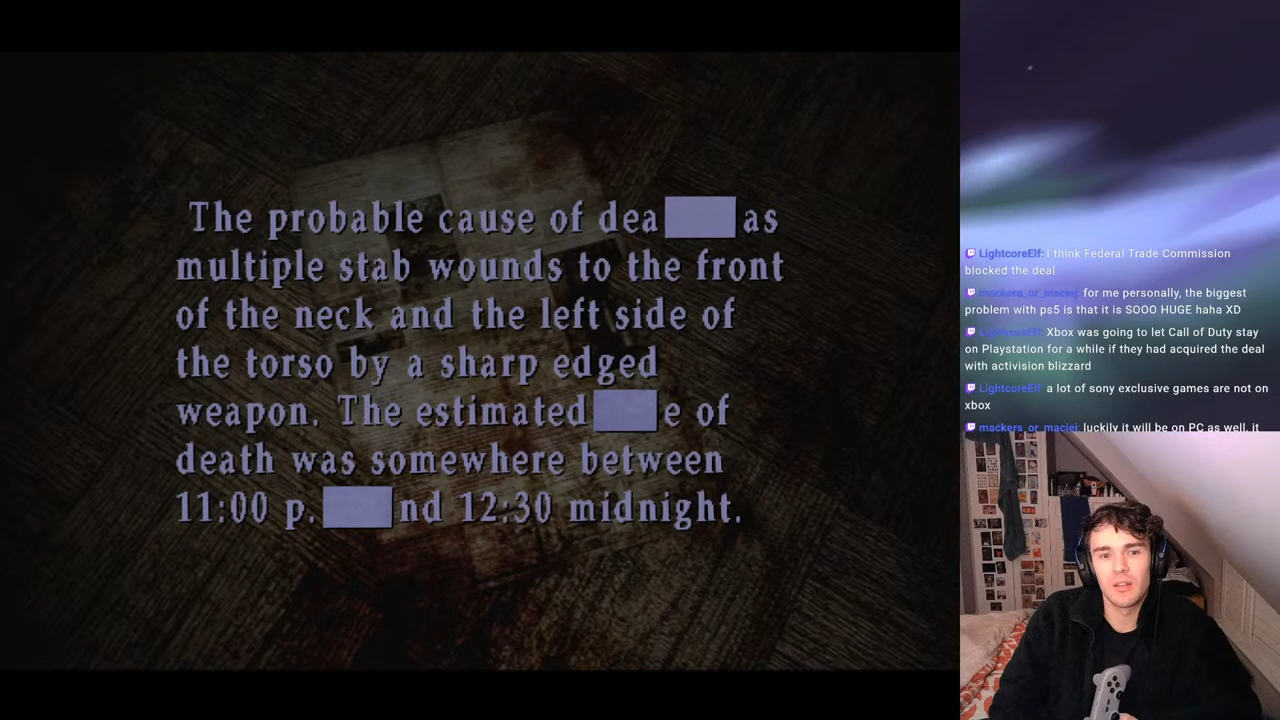 The probable cause of dea as
multiple stab wounds to the front
of the neck and the left side of
the torso by a sharp edged
weapon. The estimated e of
death was somewhere between
11:00 p. nd 12:30 midnight.
LightcoreElf: I think Federal Trade Commission
blocked the deal
mackers_or_maciej: for me personally, the biggest
problem with ps5 is that it is SOOO HUGE haha XD
LightcoreElf: Xbox was going to let Call of Duty stay
on Playstation for a while if they had acquired the deal
with activision blizzard
LightcoreElf: a lot of sony exclusive games are not on
xbox
mackers_or_maciej: luckily it will be on PC as well, it